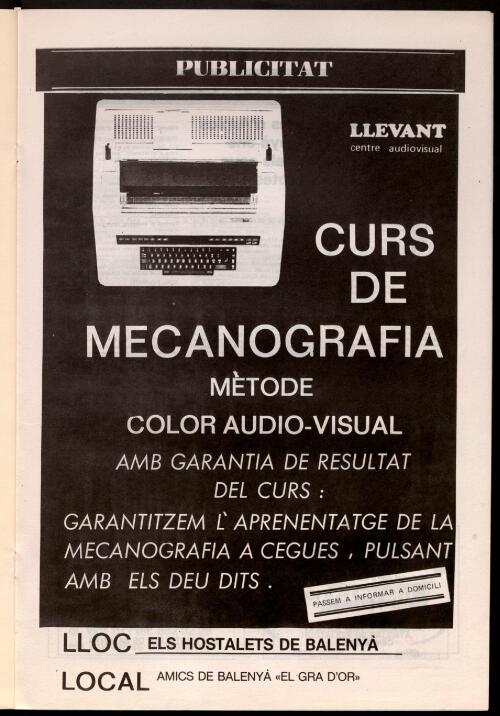 PUBLICITAT
LLEVANT
centre audiovisual
CURS
DE
MECANOGRAFIA
MÈTODE
COLOR AUDIO-VISUAL
AMB GARANTIA DE RESULTAT
DEL CURS :
GARANTITZEM L` APRENENTATGE DE LA
MECANOGRAFIA A CEGUES , PULSANT
AMB ELS DEU DITS .
PASSEM A INFORMAR A DOMICILI
LLOC ELS HOSTALETS DE BALENYÀ
LOCAL AMICS DE BALENYÀ «EL GRA D'OR»